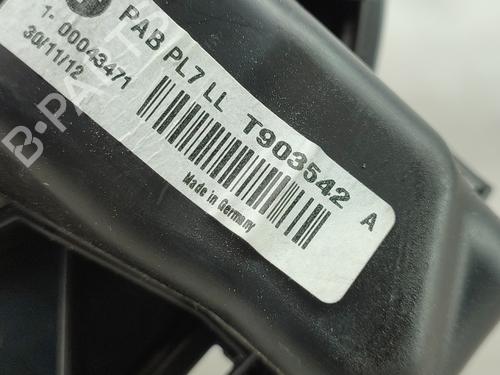 PAB PL7 LL T903542 A
1- 00043471
30/11/12
Made in Germany
B-PARTS